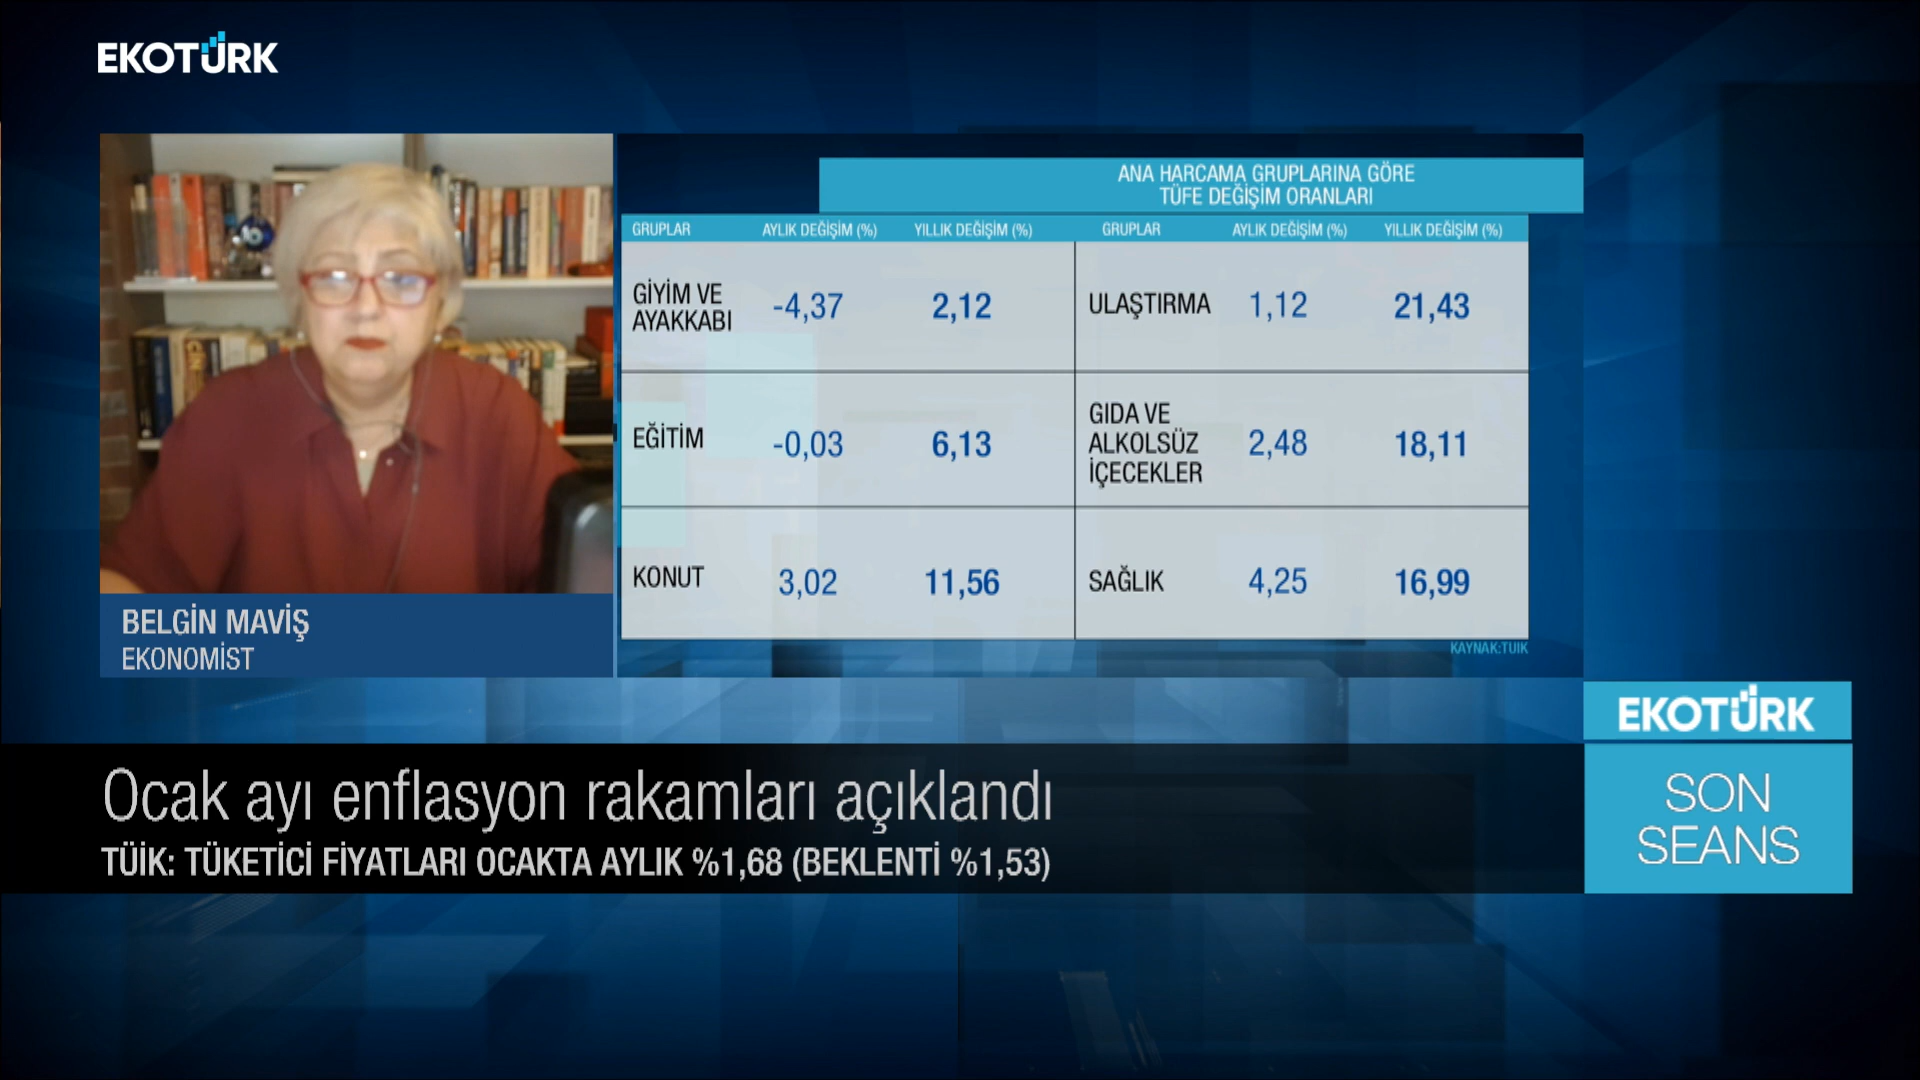 EKOTÜRK
ANA HARCAMA GRUPLARINA GÖRE
TÜFE DEĞİŞİM ORANLARI
GRUPLAR AYLIK DEĞİŞİM (%) YILLIK DEĞİŞİM (%) GRUPLAR AYLIK DEĞİŞİM (%) YILLIK DEĞİŞİM (%)
GİYİM VE
AYAKKABI
-4,37 2,12
ULAŞTIRMA 1,12 21,43
EĞİTİM -0,03 6,13
GIDA VE
ALKOLSÜZ
İÇECEKLER
2,48 18,11
KONUT 3,02 11,56
SAĞLIK 4,25 16,99
KAYNAK:TUIK
BELGİN MAVİŞ
EKONOMİST
EKOTÜRK
SON
SEANS
Ocak ayı enflasyon rakamları açıklandı
TÜİK: TÜKETİCİ FİYATLARI OCAKTA AYLIK %1,68 (BEKLENTİ %1,53)